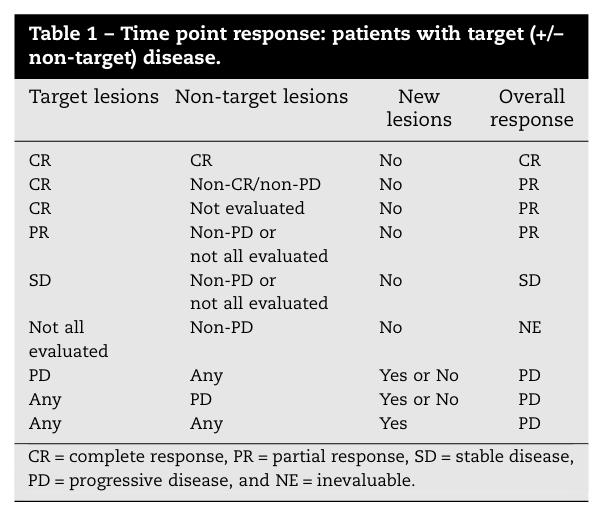 Table 1 – Time point response: patients with target (+/–
non-target) disease.
Target lesions Non-target lesions New lesions Overall response
CR CR No CR
CR Non-CR/non-PD No PR
CR Not evaluated No PR
PR Non-PD or No PR
not all evaluated
SD Non-PD or No SD
not all evaluated
Not all Non-PD No NE
evaluated
PD Any Yes or No PD
Any PD Yes or No PD
Any Any Yes PD
CR = complete response, PR = partial response, SD = stable disease,
PD = progressive disease, and NE = inevaluable.